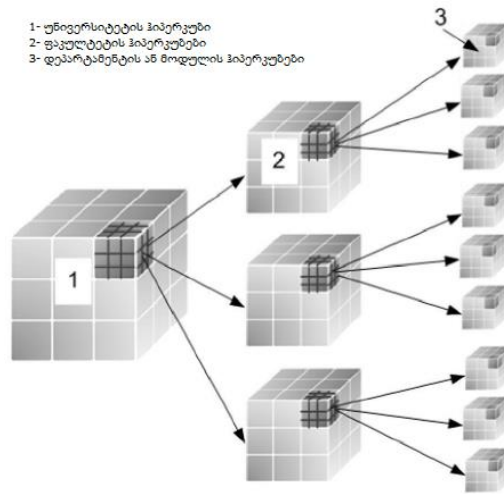 1- უნივერსიტეტის ჰიპერკუბი
2- ფაკულტეტის ჰიპერკუბები
3- დეპარტამენტის ან მოდულის ჰიპერკუბები
3
2
1